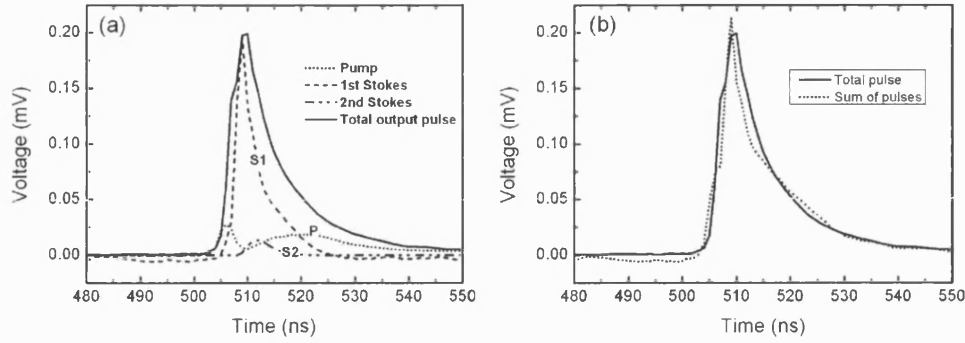 (a)
0.20
0.15
0.10
0.05
0.00
Voltage (mV)
Pump
1st Stokes
2nd Stokes
Total output pulse
S1
P
S2
480 490 500 510 520 530 540 550
Time (ns)
(b)
0.20
0.15
0.10
0.05
0.00
Voltage (mV)
Total pulse
Sum of pulses
480 490 500 510 520 530 540 550
Time (ns)